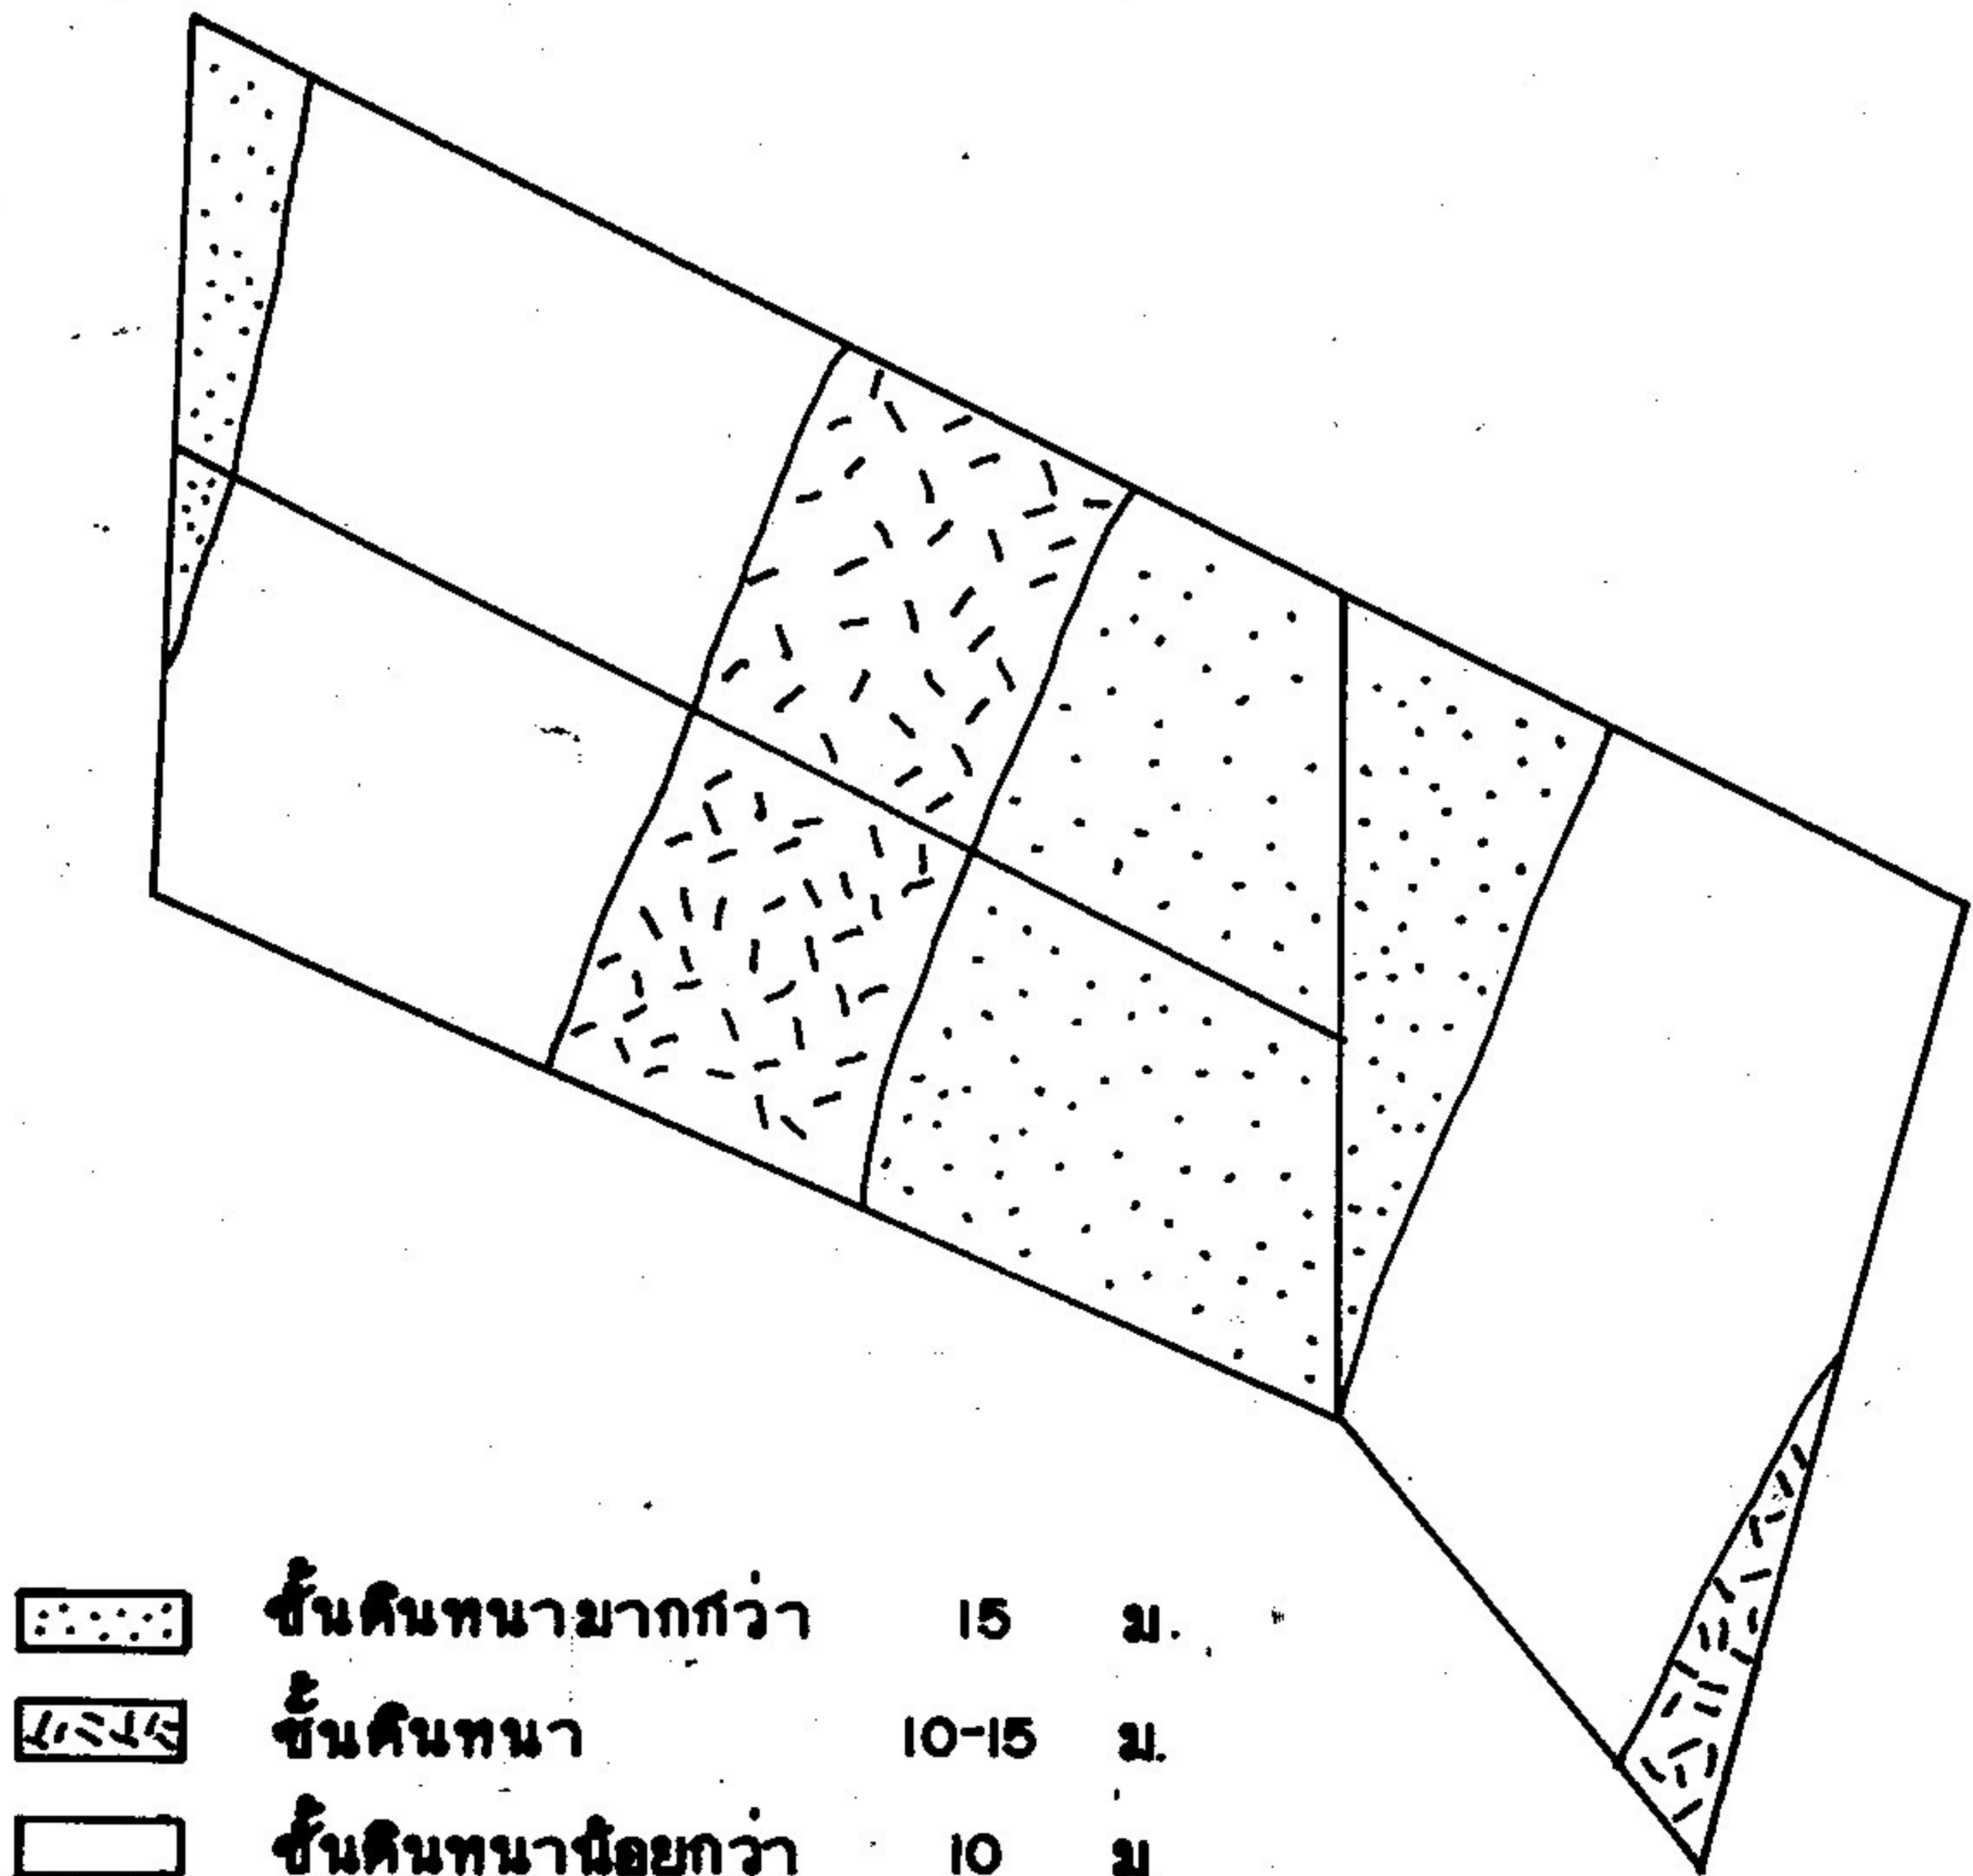 ชั้นดินหนามากกว่า 15 ม.
ชั้นดินหนา 10-15 ม.
ชั้นดินหนาน้อยกว่า 10 ม